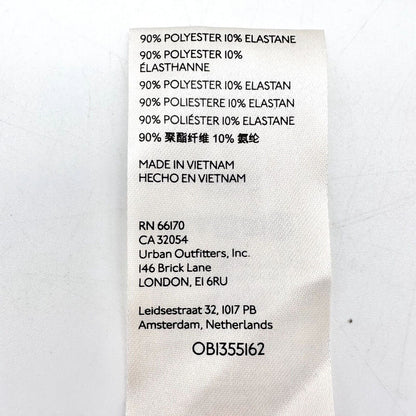 90% POLYESTER 10% ELASTANE
90% POLYESTER 10%
ÉLASTHANNE
90% POLYESTER 10% ELASTAN
90% POLIESTERE 10% ELASTAN
90% POLIÉSTER 10% ELASTANE
90% 聚酯纤维 10% 氨纶
MADE IN VIETNAM
HECHO EN VIETNAM
RN 66170
CA 32054
Urban Outfitters, Inc.
146 Brick Lane
LONDON, E1 6RU
Leidsestraat 32, 1017 PB
Amsterdam, Netherlands
OB1355162